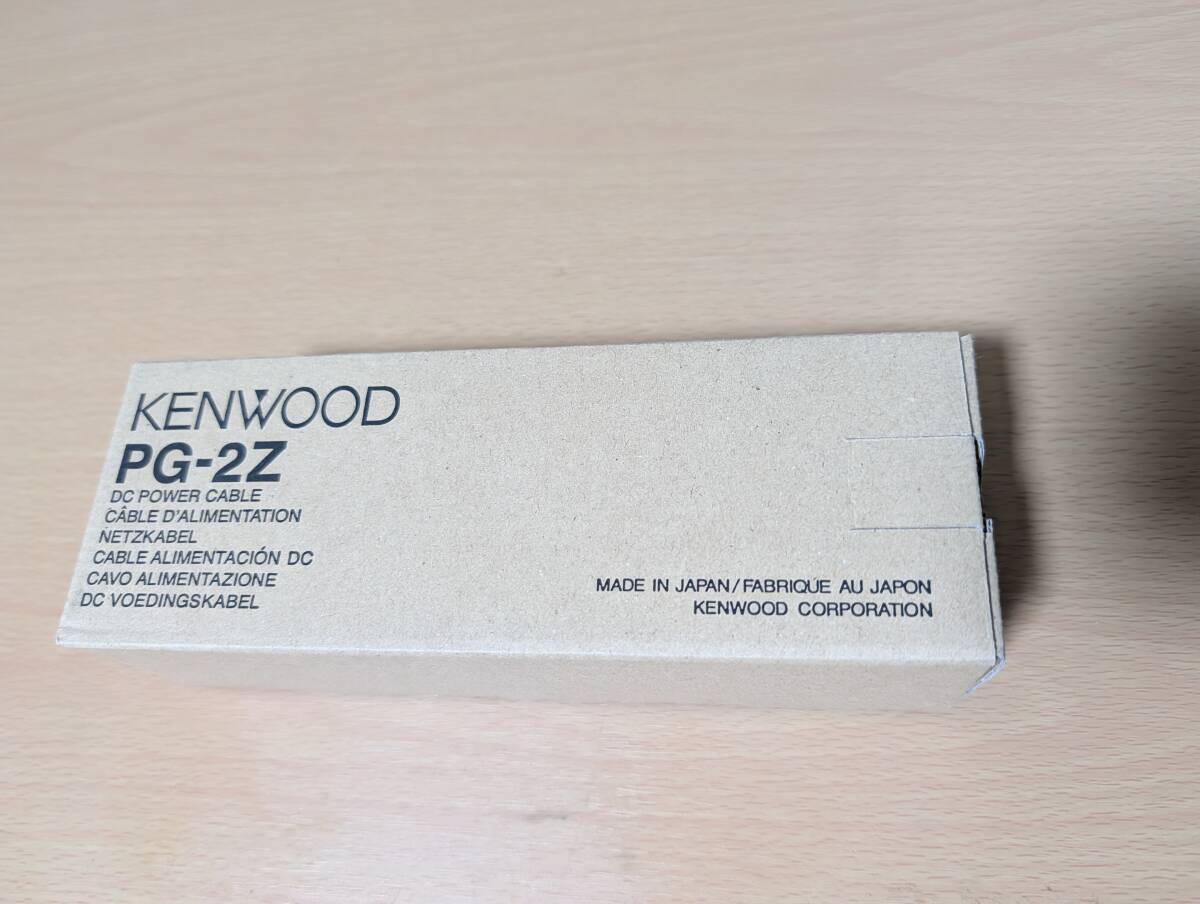 KENWOOD
PG-2Z
DC POWER CABLE
CÂBLE D'ALIMENTATION
NETZKABEL
CABLE ALIMENTACIÓN DC
CAVO ALIMENTAZIONE
DC VOEDINGSKABEL
MADE IN JAPAN/FABRIQUE AU JAPON
KENWOOD CORPORATION